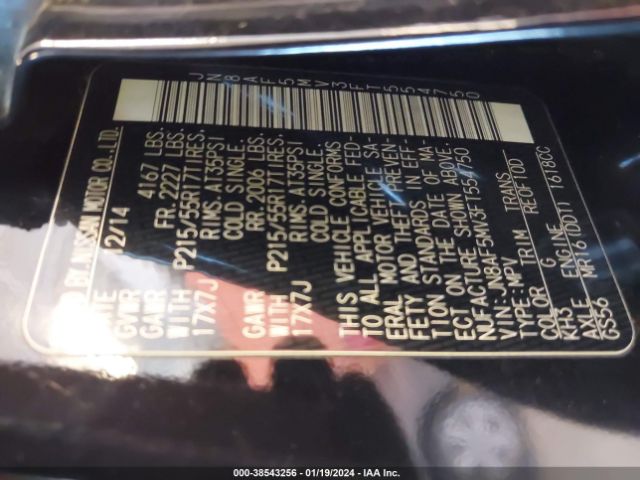 JN8AF5MV3FT554750
D BY NISSAN MOTOR CO., LTD.
DATE 12/14
GVWR 4167 LBS.
GAWR FR. 2227 LBS.
WITH P215/55R17TIRES,
17X7J RIMS, AT35PSI
COLD SINGLE.
GAWR RR. 2006 LBS.
WITH P215/55R17TIRES,
17X7J RIMS, AT35PSI
COLD SINGLE.
THIS VEHICLE CONFORMS
TO ALL APPLICABLE FED-
ERAL MOTOR VEHICLE SA-
FETY AND THEFT PREVEN-
TION STANDARDS IN EFF-
ECT ON THE DATE OF MA-
NUFACTURE SHOWN ABOVE.
VIN: JN8AF5MV3FT554750
MPV
COLOR G TRIM TRANS
KH3 ENGINE RE0F10D
AXLE MR16(DDT) 1618CC
GS56
000-38543256 - 01/19/2024 - IAA Inc.